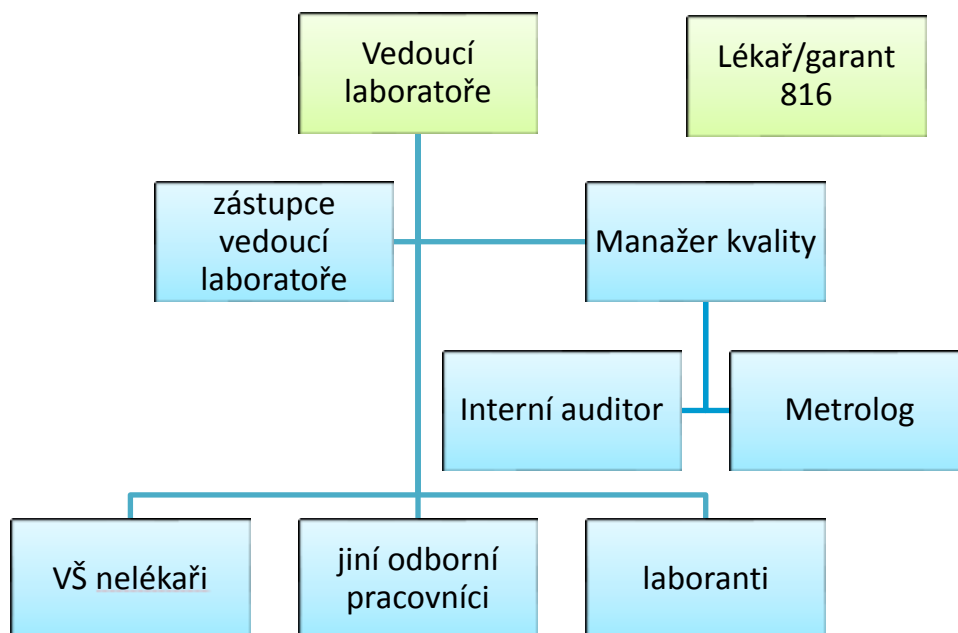 Vedoucí
laboratoře
Lékař/garant
816
zástupce
vedoucí
laboratoře
Manažer kvality
Interní auditor
Metrolog
VŠ nelékaři
jiní odborní
pracovníci
laboranti